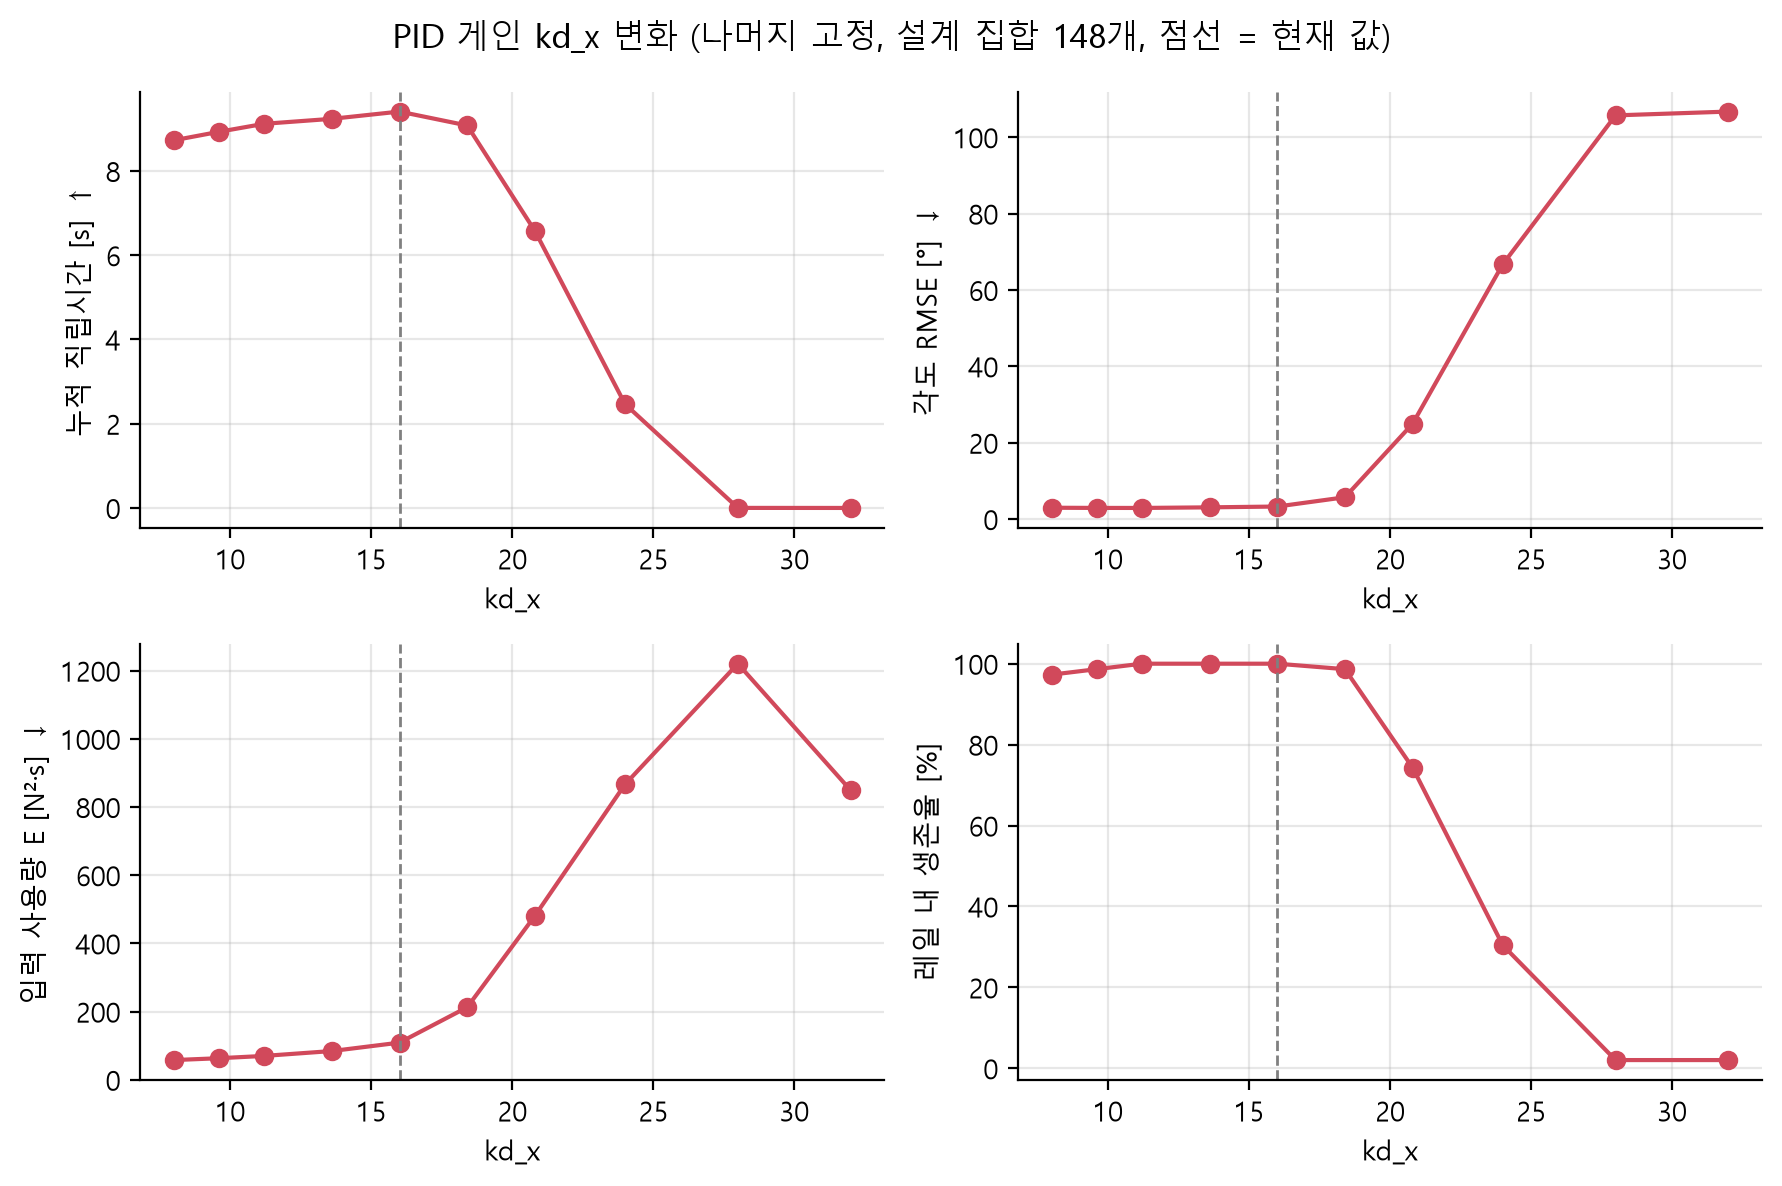 PID 게인 kd_x 변화 (나머지 고정, 설계 집합 148개, 점선 = 현재 값)
누적 직립시간 [s] ↑
8
6
4
2
0
10 15 20 25 30
kd_x
각도 RMSE [°] ↓
100
80
60
40
20
0
10 15 20 25 30
kd_x
입력 사용량 E [N²·s] ↓
1200
1000
800
600
400
200
0
10 15 20 25 30
kd_x
레일 내 생존율 [%]
100
80
60
40
20
0
10 15 20 25 30
kd_x